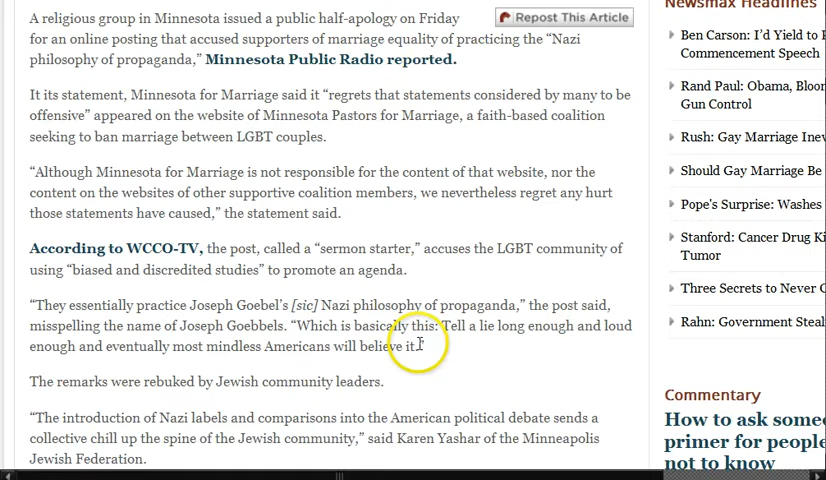 A religious group in Minnesota issued a public half-apology on Friday
Repost This Article
for an online posting that accused supporters of marriage equality of practicing the “Nazi
philosophy of propaganda,” Minnesota Public Radio reported.
It its statement, Minnesota for Marriage said it “regrets that statements considered by many to be
offensive” appeared on the website of Minnesota Pastors for Marriage, a faith-based coalition
seeking to ban marriage between LGBT couples.
“Although Minnesota for Marriage is not responsible for the content of that website, nor the
content on the websites of other supportive coalition members, we nevertheless regret any hurt
those statements have caused,” the statement said.
According to WCCO-TV, the post, called a “sermon starter,” accuses the LGBT community of
using “biased and discredited studies” to promote an agenda.
“They essentially practice Joseph Goebel’s [sic] Nazi philosophy of propaganda,” the post said,
misspelling the name of Joseph Goebbels. “Which is basically this: Tell a lie long enough and loud
enough and eventually most mindless Americans will believe it.”
The remarks were rebuked by Jewish community leaders.
“The introduction of Nazi labels and comparisons into the American political debate sends a
collective chill up the spine of the Jewish community,” said Karen Yashar of the Minneapolis
Jewish Federation.
Newsmax Headlines
Ben Carson: I’d Yield to
Commencement Speech
Rand Paul: Obama, Bloom
Gun Control
Rush: Gay Marriage Inev
Should Gay Marriage Be
Pope's Surprise: Washes
Stanford: Cancer Drug
Tumor
Three Secrets to Never
Rahn: Government Steali
Commentary
How to ask some
primer for people
not to know